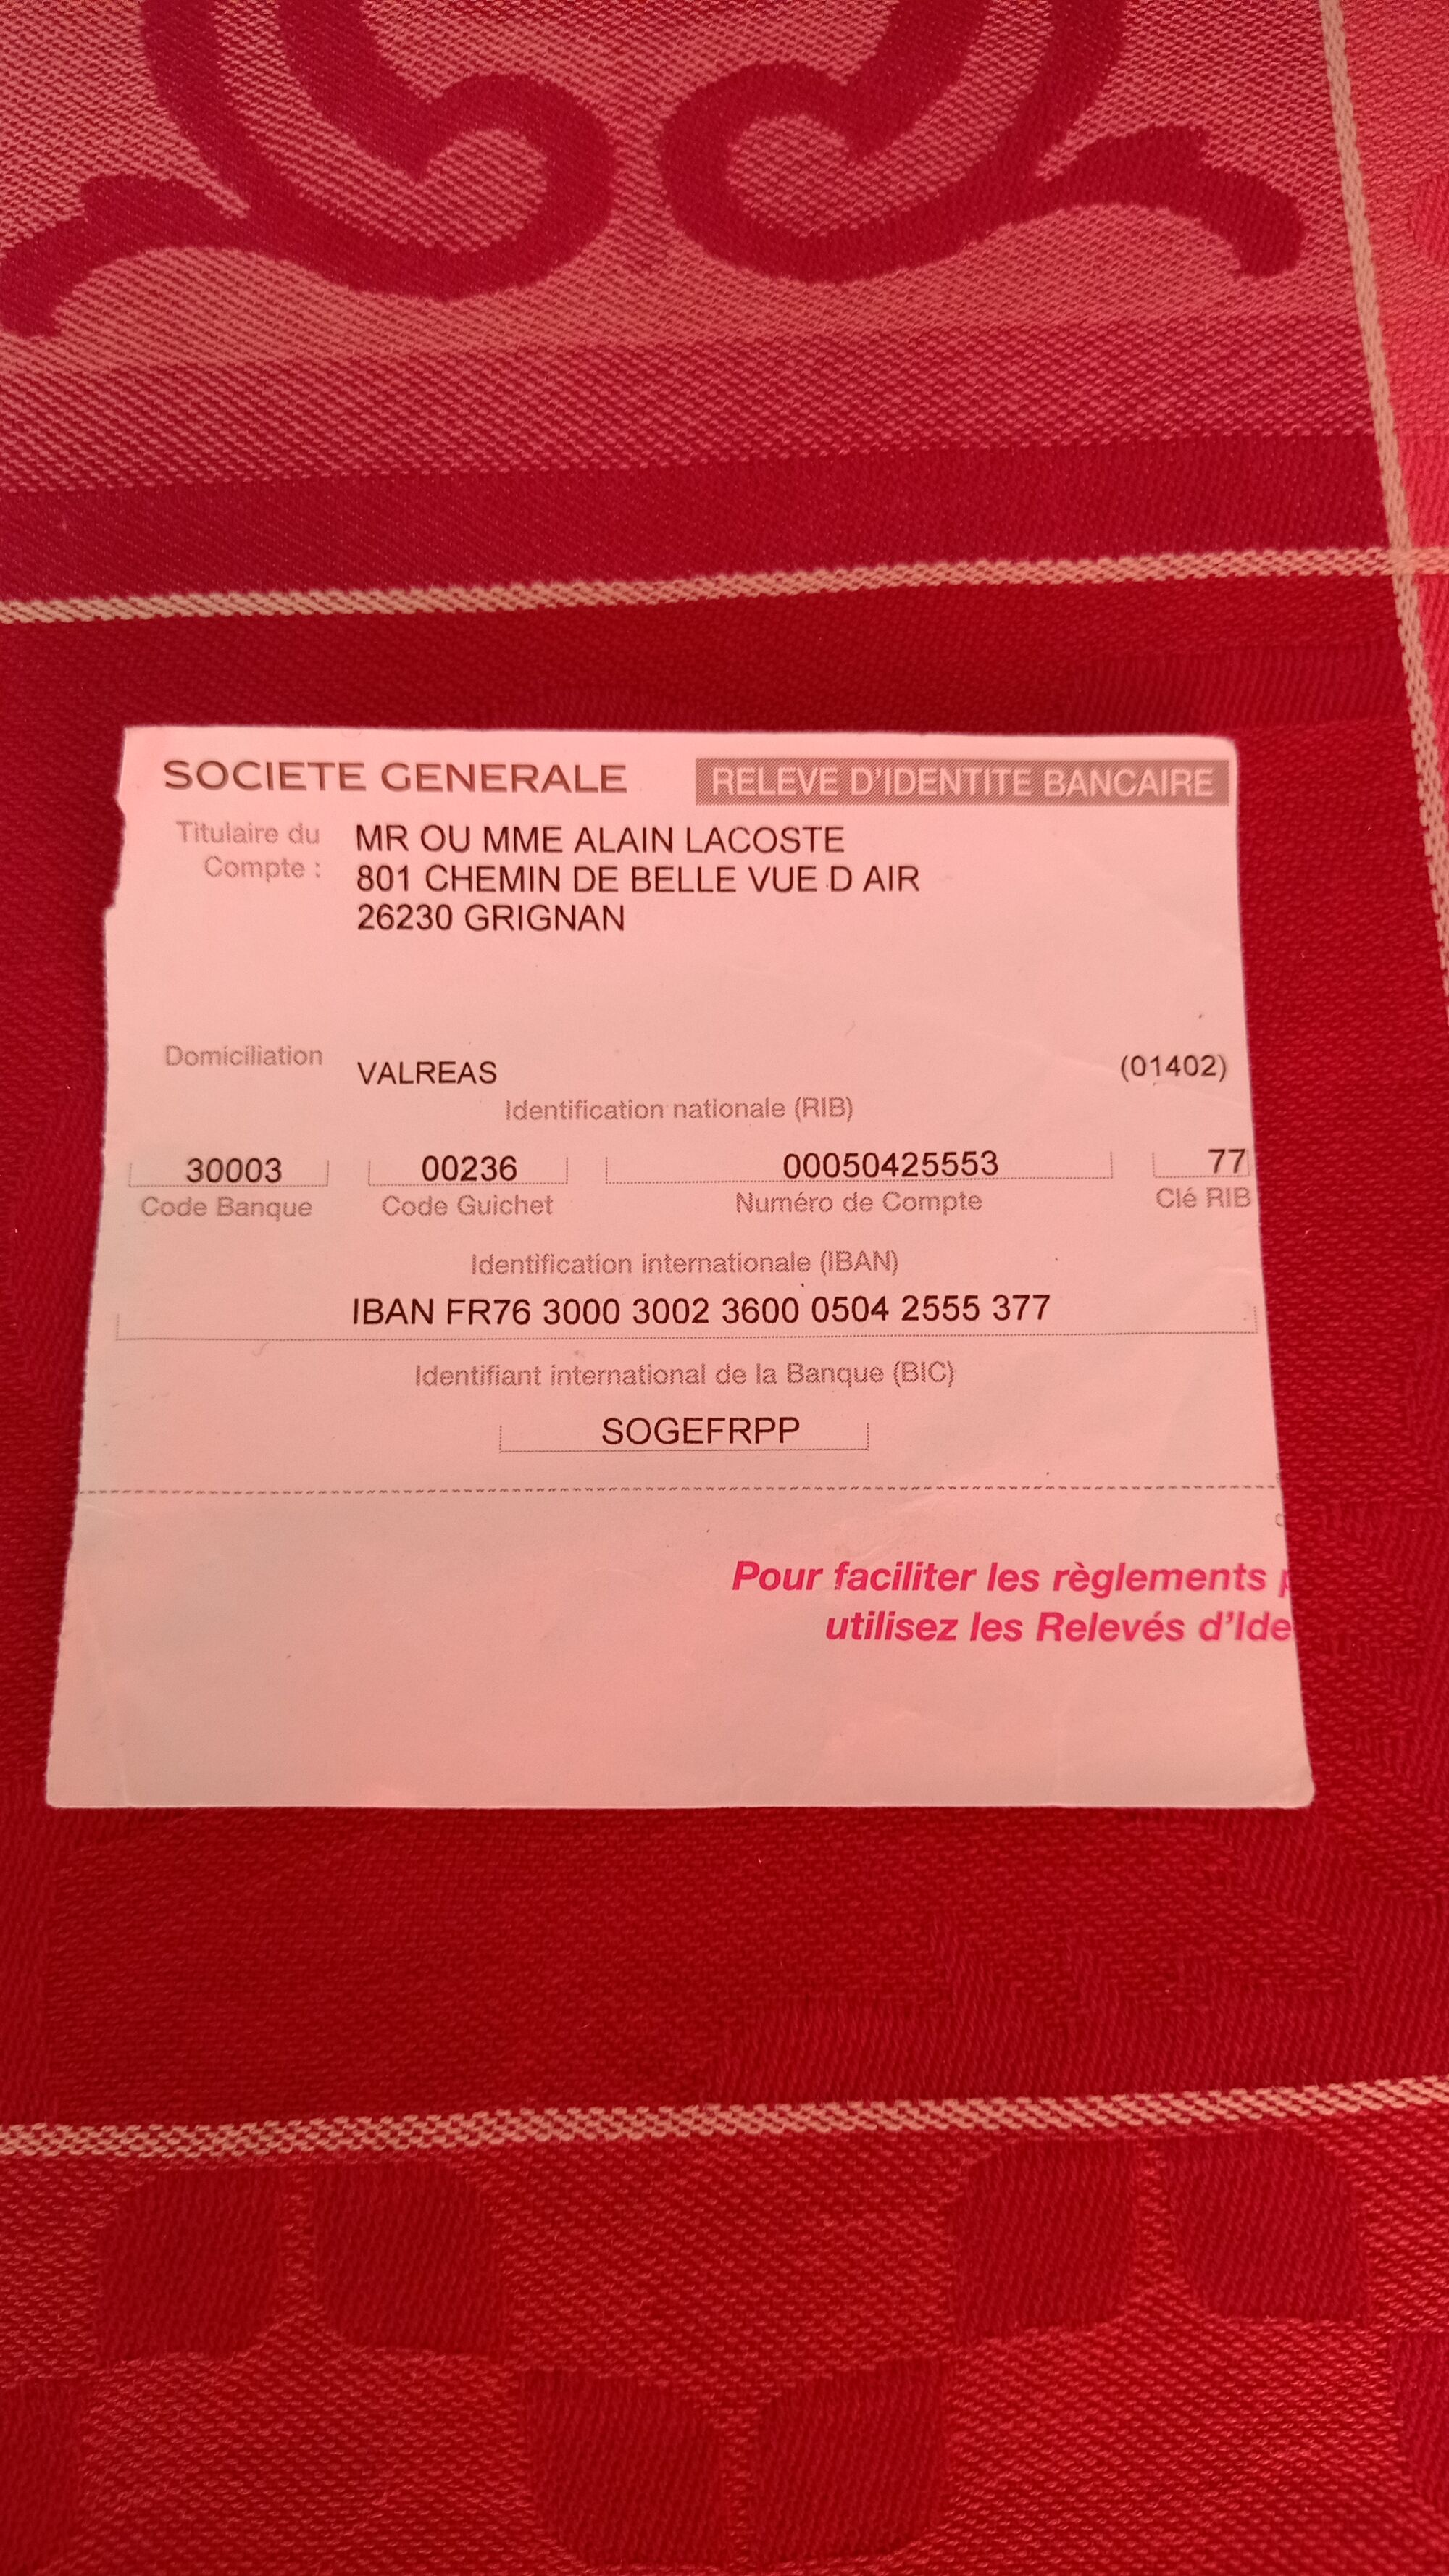 SOCIETE GENERALE RELEVE D'IDENTITE BANCAIRE
Titulaire du Compte : MR OU MME ALAIN LACOSTE
801 CHEMIN DE BELLE VUE D AIR
26230 GRIGNAN
Domiciliation VALREAS (01402)
Identification nationale (RIB)
30003 00236 00050425553 77
Code Banque Code Guichet Numéro de Compte Clé RIB
Identification internationale (IBAN)
IBAN FR76 3000 3002 3600 0504 2555 377
Identifiant international de la Banque (BIC)
SOGEFRPP
Pour faciliter les règlements
utilisez les Relevés d'Ide